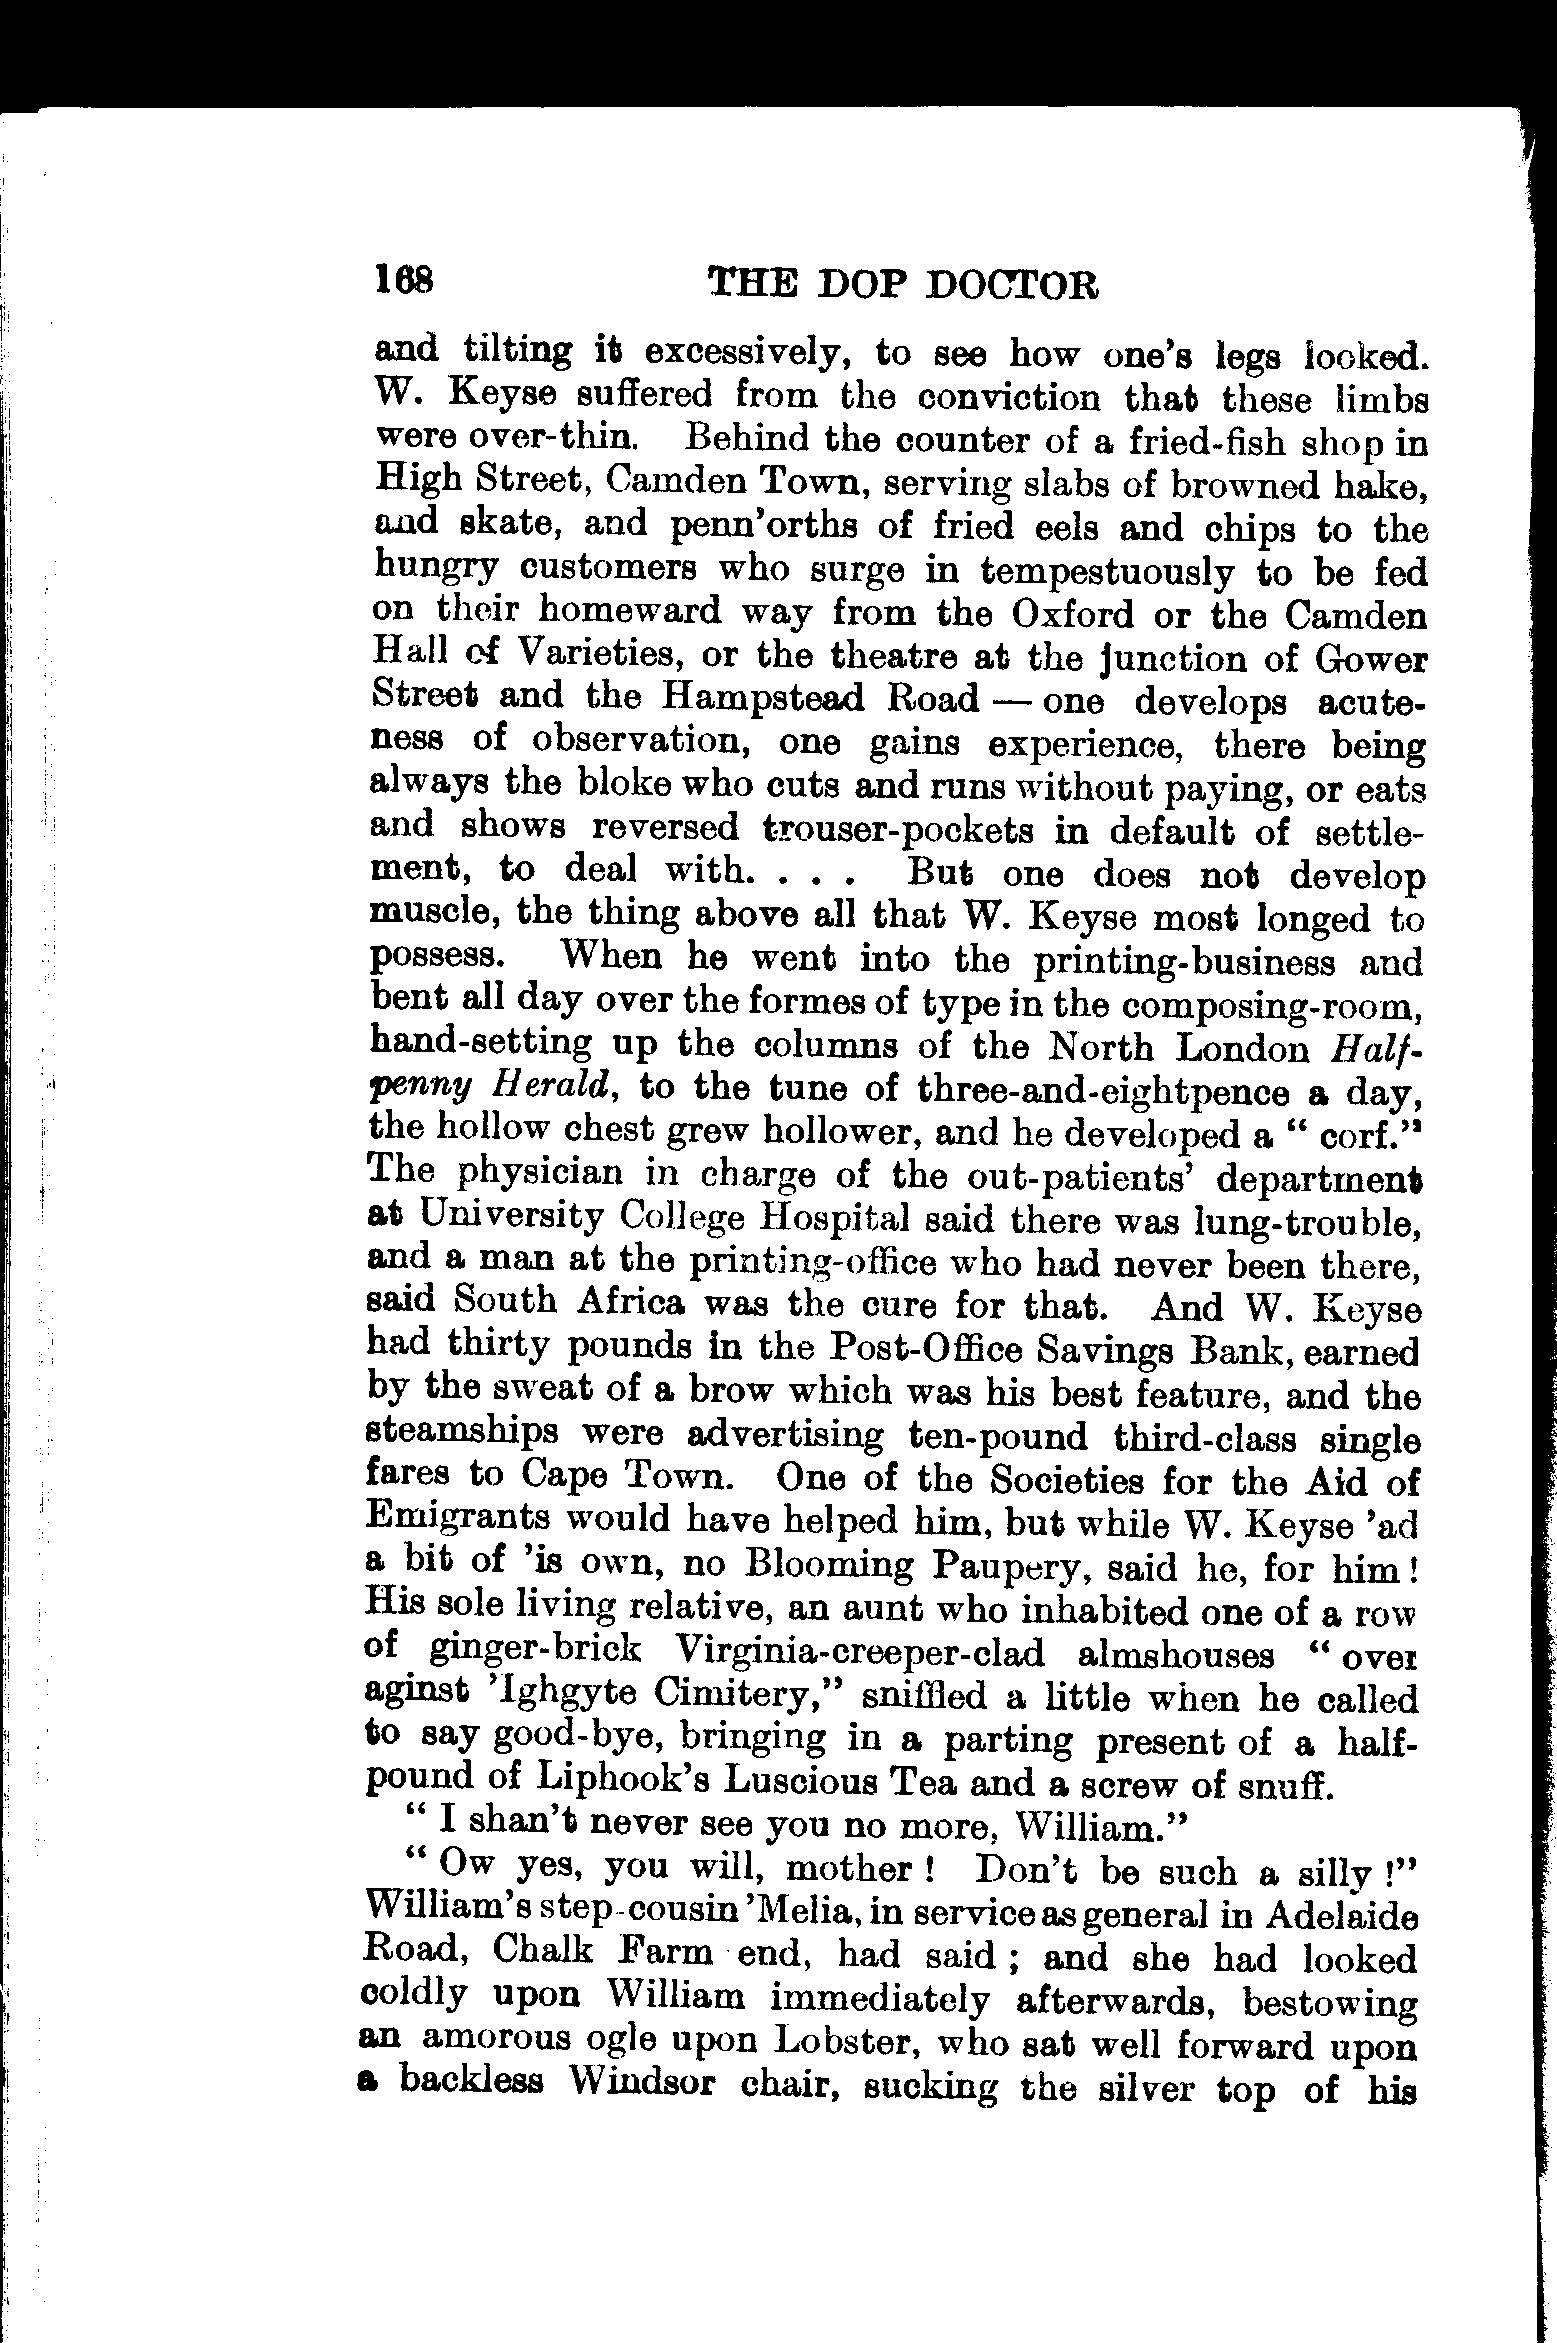 168 THE DOP DOCTOR
and tilting it excessively, to see how one's legs looked.
W. Keyse suffered from the conviction that these limbs
were over-thin. Behind the counter of a fried-fish shop in
High Street, Camden Town, serving slabs of browned hake,
and skate, and penn'orths of fried eels and chips to the
hungry customers who surge in tempestuously to be fed
on their homeward way from the Oxford or the Camden
Hall of Varieties, or the theatre at the junction of Gower
Street and the Hampstead Road — one develops acute-
ness of observation, one gains experience, there being
always the bloke who cuts and runs without paying, or eats
and shows reversed trouser-pockets in default of settle-
ment, to deal with. . . . But one does not develop
muscle, the thing above all that W. Keyse most longed to
possess. When he went into the printing-business and
bent all day over the formes of type in the composing-room,
hand-setting up the columns of the North London Half-
penny Herald, to the tune of three-and-eightpence a day,
the hollow chest grew hollower, and he developed a " corf."
The physician in charge of the out-patients' department
at University College Hospital said there was lung-trouble,
and a man at the printing-office who had never been there,
said South Africa was the cure for that. And W. Keyse
had thirty pounds in the Post-Office Savings Bank, earned
by the sweat of a brow which was his best feature, and the
steamships were advertising ten-pound third-class single
fares to Cape Town. One of the Societies for the Aid of
Emigrants would have helped him, but while W. Keyse 'ad
a bit of 'is own, no Blooming Paupery, said he, for him !
His sole living relative, an aunt who inhabited one of a row
of ginger-brick Virginia-creeper-clad almshouses " over
aginst 'Ighgyte Cimitery," sniffled a little when he called
to say good-bye, bringing in a parting present of a half-
pound of Liphook's Luscious Tea and a screw of snuff.
" I shan't never see you no more, William."
" Ow yes, you will, mother ! Don't be such a silly !"
William's step-cousin 'Melia, in service as general in Adelaide
Road, Chalk Farm end, had said ; and she had looked
coldly upon William immediately afterwards, bestowing
an amorous ogle upon Lobster, who sat well forward upon
a backless Windsor chair, sucking the silver top of his